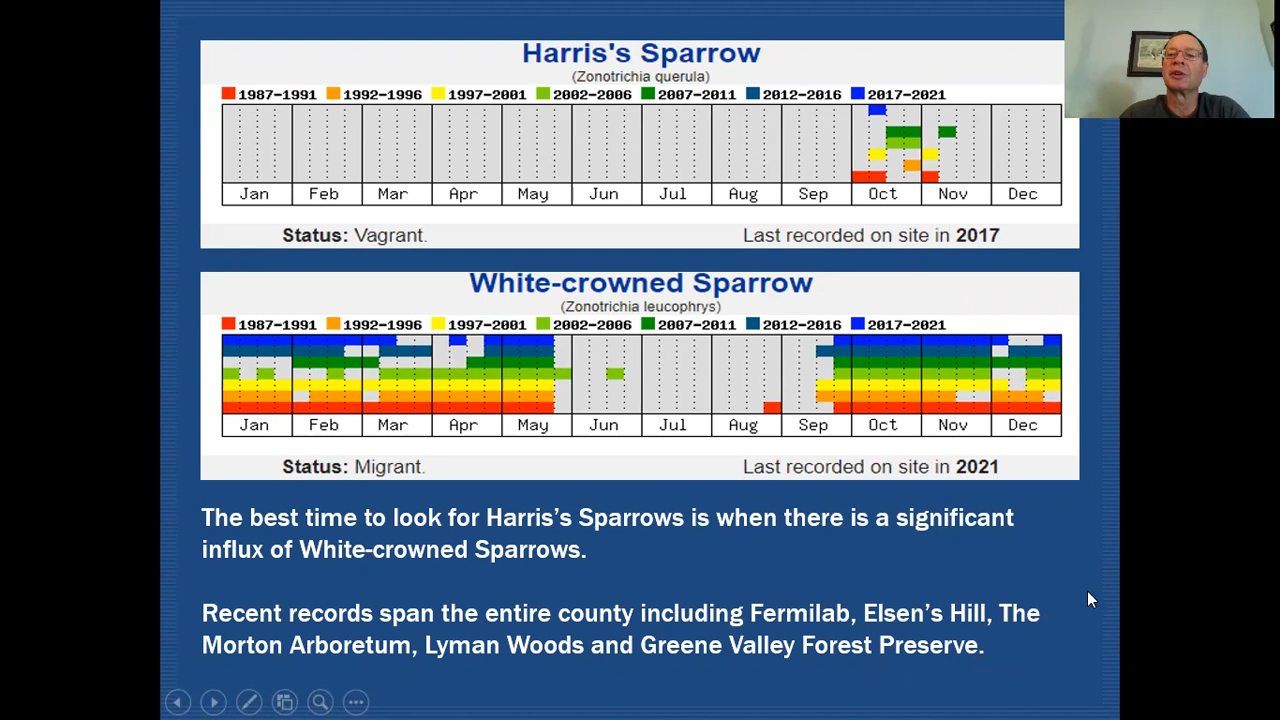 Harris's Sparrow
(Zonotrichia querula)
1987-1991 1992-1996 1997-2001 2002-2006 2007-2011 2012-2016 2017-2021
Jan Feb Mar Apr May Jun Jul Aug Sep Oct Nov Dec
Status: Vagrant. Last recorded on site in 2017
White-crowned Sparrow
(Zonotrichia leucophrys)
1987-1991 1992-1996 1997-2001 2002-2006 2007-2011 2012-2016 2017-2021
Jan Feb Mar Apr May Jun Jul Aug Sep Oct Nov Dec
Status: Migrant. Last recorded on site in 2021
The best time to look for Harris’s Sparrows is when there is a significant
influx of White-crowned Sparrows.
Recent records span the entire county including Fermilab, Elsen’s Hill, The
Morton Arboretum, Lyman Woods and Greene Valley Forest Preserve.